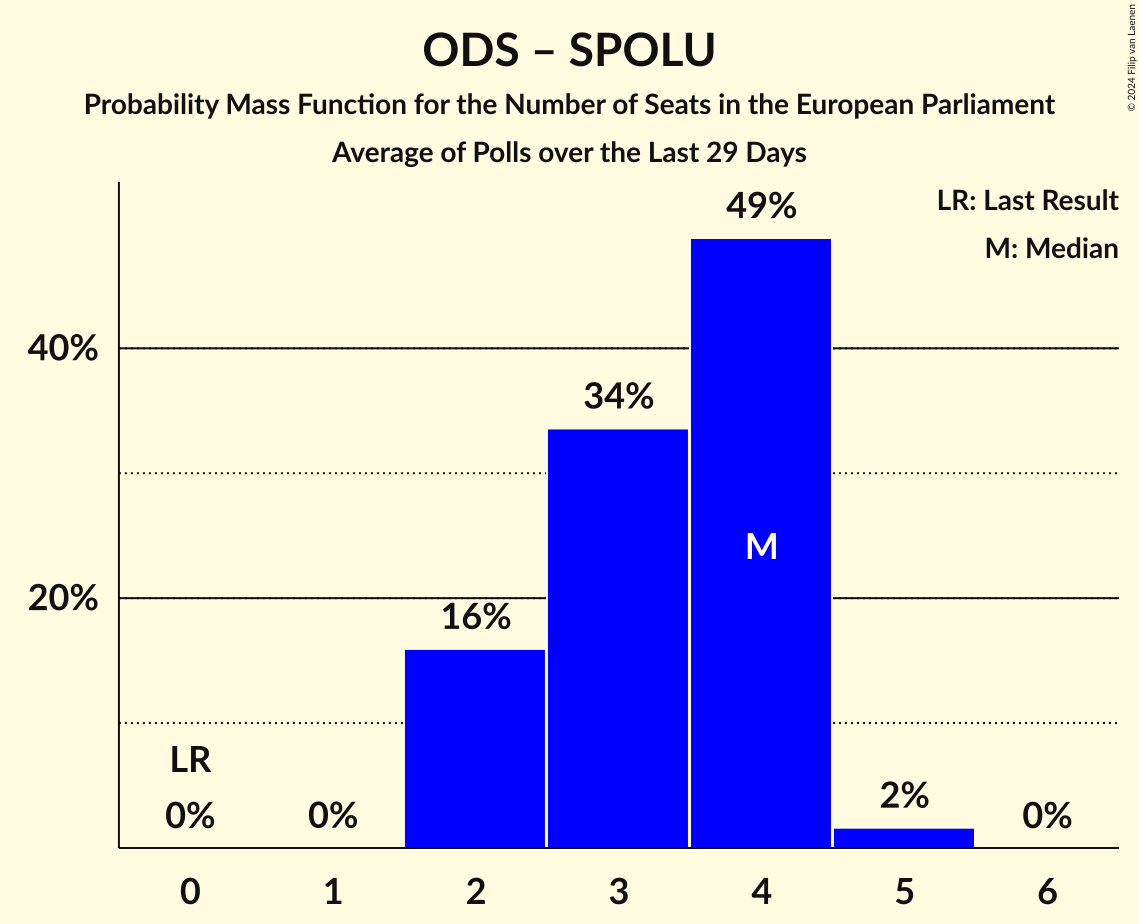 ODS – SPOLU
Probability Mass Function for the Number of Seats in the European Parliament
Average of Polls over the Last 29 Days
© 2024 Filip van Laenen
LR: Last Result
M: Median
49%
40%
34%
M
20%
16%
LR
0%
0%
2%
0%
0 1 2 3 4 5 6